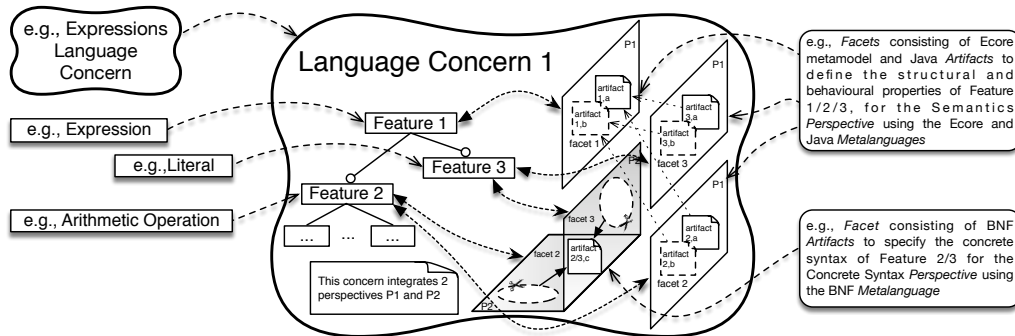 e.g., Expressions
Language
Concern
e.g., Expression
e.g.,Literal
e.g., Arithmetic Operation
Language Concern 1
Feature 1
Feature 3
Feature 2
...
...
...
This concern integrates 2
perspectives P1 and P2
P1
artifact
1,a
artifact
1,b
facet 1
P1
artifact
3,a
artifact
3,b
facet 3
P2
facet 3
facet 2
artifact
2/3,c
P2
P1
artifact
2,a
artifact
2,b
facet 2
e.g., Facets consisting of Ecore
metamodel and Java Artifacts to
define the structural and
behavioural properties of Feature
1/2/3, for the Semantics
Perspective using the Ecore and
Java Metalanguages
e.g., Facet consisting of BNF
Artifacts to specify the concrete
syntax of Feature 2/3 for the
Concrete Syntax Perspective using
the BNF Metalanguage